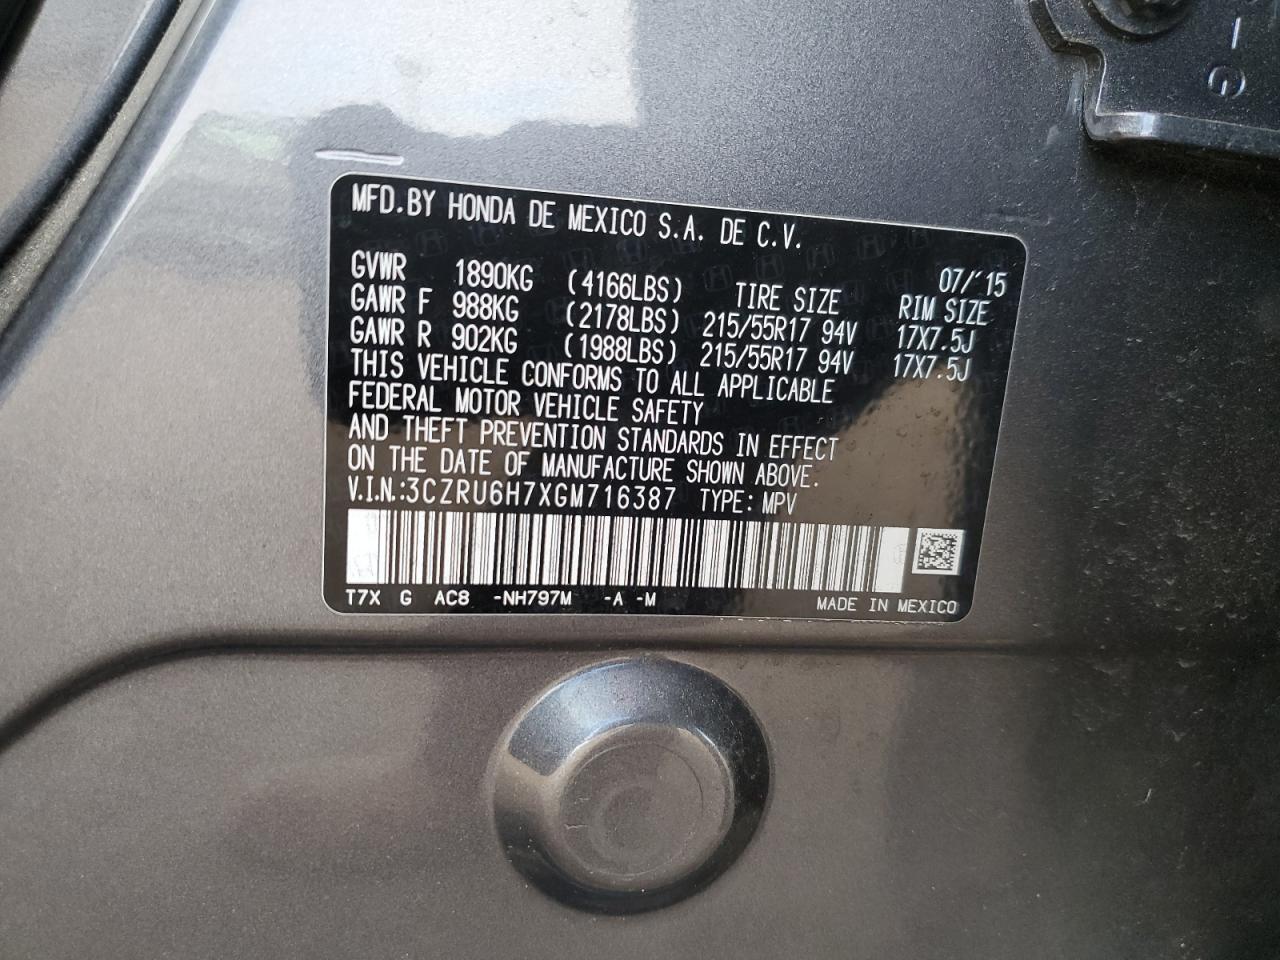 MFD.BY HONDA DE MEXICO S.A. DE C.V.
07/'15
GVWR 1890KG (4166LBS) TIRE SIZE RIM SIZE
GAWR F 988KG (2178LBS) 215/55R17 94V 17X7.5J
GAWR R 902KG (1988LBS) 215/55R17 94V 17X7.5J
THIS VEHICLE CONFORMS TO ALL APPLICABLE
FEDERAL MOTOR VEHICLE SAFETY
AND THEFT PREVENTION STANDARDS IN EFFECT
ON THE DATE OF MANUFACTURE SHOWN ABOVE.
V.I.N.:3CZRU6H7XGM716387 TYPE: MPV
T7X G AC8 -NH797M -A -M MADE IN MEXICO